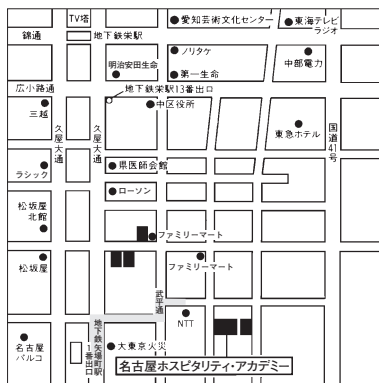 TV塔
愛知芸術文化センター
東海テレビ
ラジオ
錦通
地下鉄栄駅
ノリタケ
中部電力
明治安田生命
第一生命
広小路通
地下鉄栄駅13番出口
三越
中区役所
久屋大通
久屋大通
東急ホテル
国道41号
県医師会館
ラシック
ローソン
松坂屋
北館
ファミリーマート
松坂屋
ファミリーマート
武平通
NTT
地下鉄矢場町駅
1番出口
名古屋
パルコ
大東京火災
名古屋ホスピタリティ・アカデミー